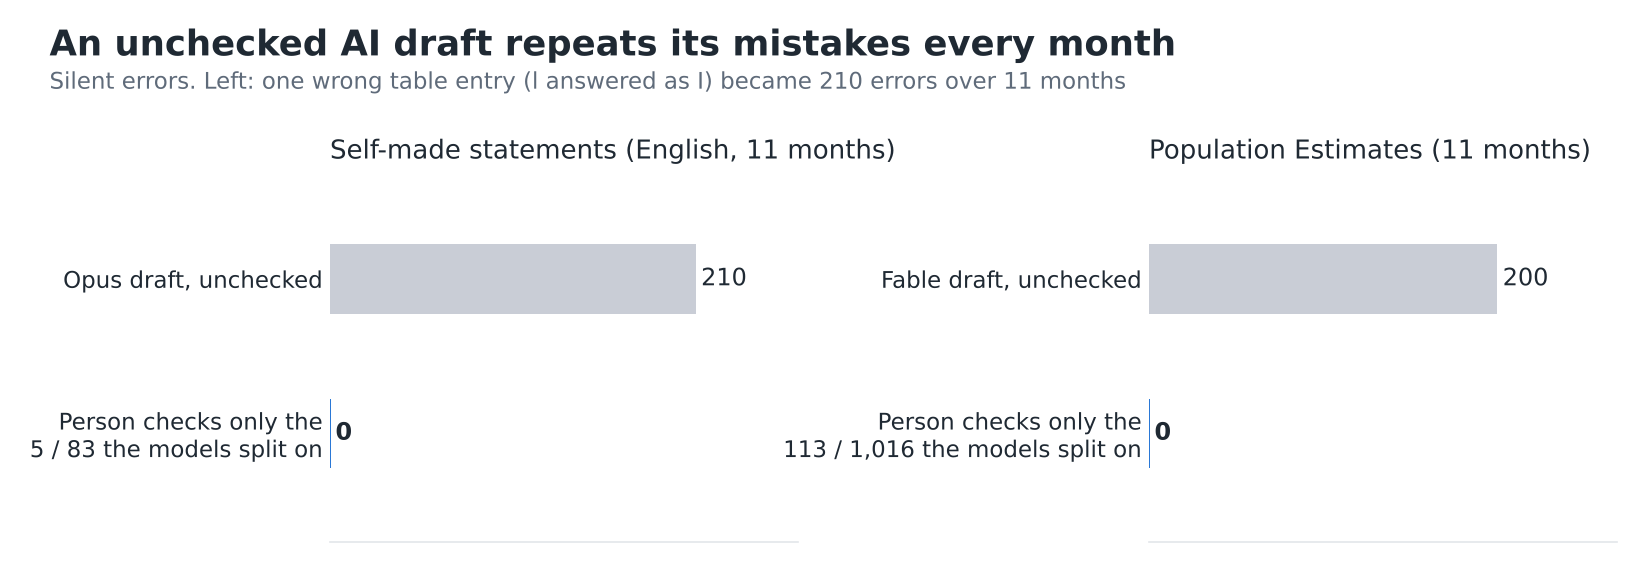 An unchecked AI draft repeats its mistakes every month
Silent errors. Left: one wrong table entry (l answered as I) became 210 errors over 11 months
Self-made statements (English, 11 months)
Opus draft, unchecked
210
Person checks only the
5 / 83 the models split on
0
Population Estimates (11 months)
Fable draft, unchecked
200
Person checks only the
113 / 1,016 the models split on
0